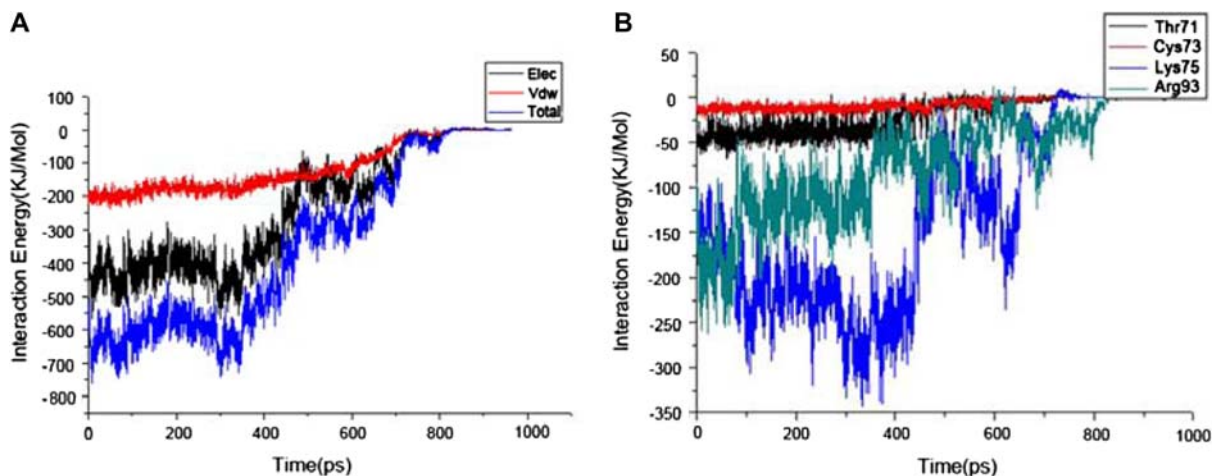 A
Elec
Vdw
Total
100
0
-100
-200
-300
-400
-500
-600
-700
-800
Interaction Energy(KJ/Mol)
0 200 400 600 800 1000
Time(ps)
B
Thr71
Cys73
Lys75
Arg93
50
0
-50
-100
-150
-200
-250
-300
-350
Interaction Energy(KJ/Mol)
0 200 400 600 800 1000
Time(ps)